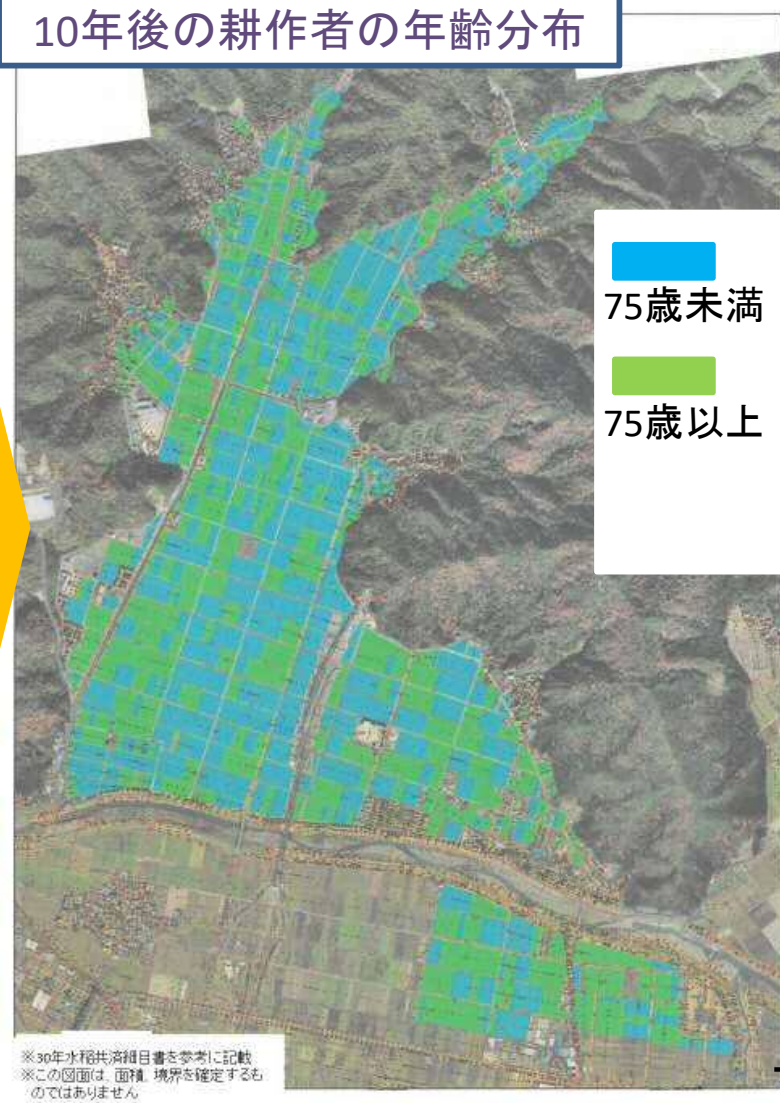 10年後の耕作者の年齢分布
75歳未満
75歳以上
※30年水稲共済細目書を参考に記載
※この図面は、面積、境界を確定するも
のではありません